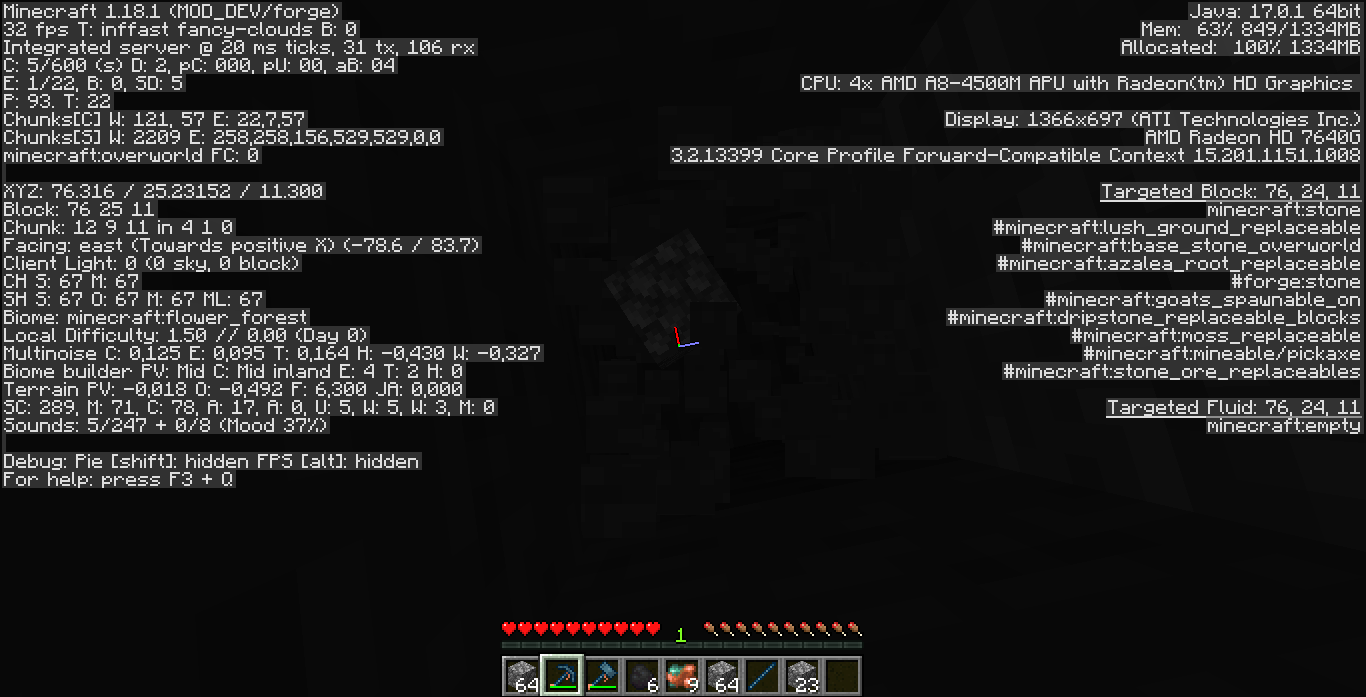 Minecraft 1.18.1 (MOD_DEV/forge)
32 fps T: inffast fancy-clouds B: 0
Integrated server @ 20 ms ticks, 31 tx, 106 rx
C: 5/600 (s) D: 2, pC: 000, pU: 00, aB: 04
E: 1/22, B: 0, SD: 5
P: 93. T: 22
Chunks[C] W: 121, 57 E: 22,7,57
Chunks[S] W: 2209 E: 258,258,156,529,529,0,0
minecraft:overworld FC: 0
XYZ: 76.316 / 25.23152 / 11.300
Block: 76 25 11
Chunk: 12 9 11 in 4 1 0
Facing: east (Towards positive X) (-78.6 / 83.7)
Client Light: 0 (0 sky, 0 block)
CH S: 67 M: 67
SH S: 67 O: 67 M: 67 ML: 67
Biome: minecraft:flower_forest
Local Difficulty: 1.50 // 0.00 (Day 0)
Multinoise C: 0,125 E: 0,095 T: 0,164 H: -0,430 W: -0,327
Biome builder PV: Mid C: Mid inland E: 4 T: 2 H: 0
Terrain PV: -0,018 O: -0,492 F: 6,300 JA: 0,000
SC: 289, M: 71, C: 78, A: 17, A: 0, U: 5, W: 5, W: 3, M: 0
Sounds: 5/247 + 0/8 (Mood 37%)
Debug: Pie [shift]: hidden FPS [alt]: hidden
For help: press F3 + Q
Java: 17.0.1 64bit
Mem: 63% 849/1334MB
Allocated: 100% 1334MB
CPU: 4x AMD A8-4500M APU with Radeon(tm) HD Graphics
Display: 1366x697 (ATI Technologies Inc.)
AMD Radeon HD 7640G
3.2.13399 Core Profile Forward-Compatible Context 15.201.1151.1008
Targeted Block: 76, 24, 11
minecraft:stone
#minecraft:lush_ground_replaceable
#minecraft:base_stone_overworld
#minecraft:azalea_root_replaceable
#forge:stone
#minecraft:goats_spawnable_on
#minecraft:dripstone_replaceable_blocks
#minecraft:moss_replaceable
#minecraft:mineable/pickaxe
#minecraft:stone_ore_replaceables
Targeted Fluid: 76, 24, 11
minecraft:empty
1
64 6 9 64 23